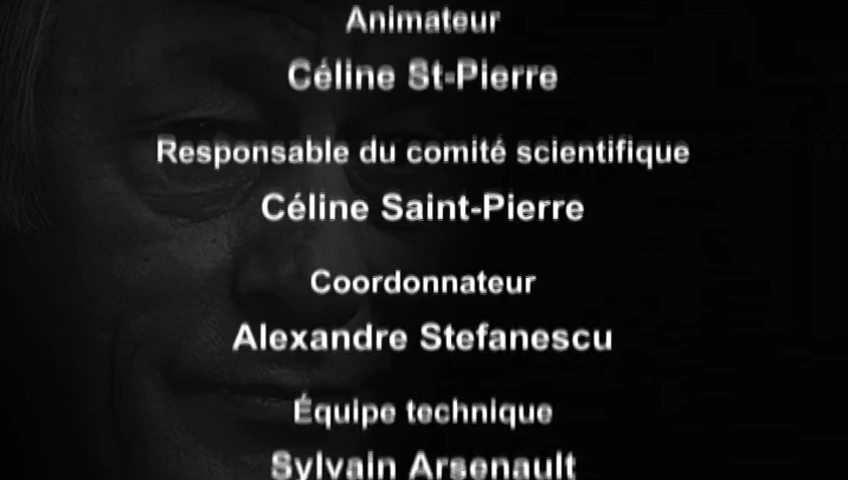 Animateur
Céline St-Pierre
Responsable du comité scientifique
Céline Saint-Pierre
Coordonnateur
Alexandre Stefanescu
Équipe technique
Sylvain Arsenault